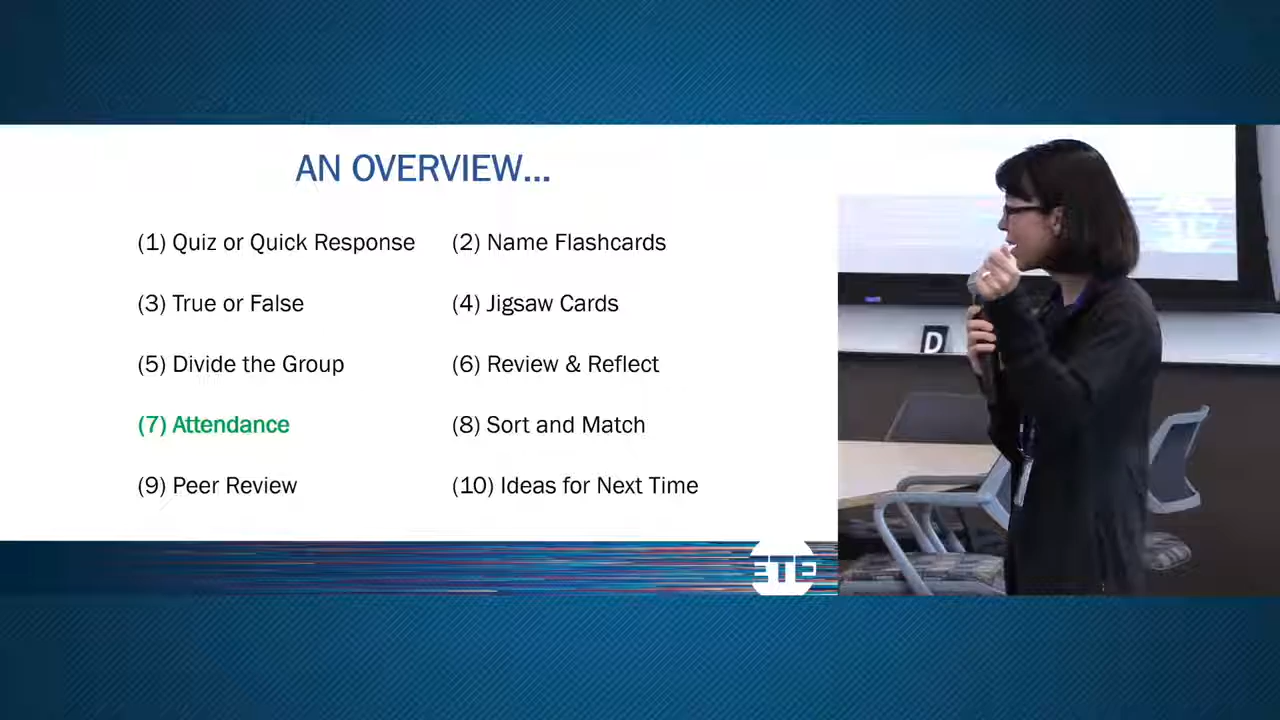 AN OVERVIEW...
(1) Quiz or Quick Response
(2) Name Flashcards
(3) True or False
(4) Jigsaw Cards
(5) Divide the Group
(6) Review & Reflect
(7) Attendance
(8) Sort and Match
(9) Peer Review
(10) Ideas for Next Time
ETE
D